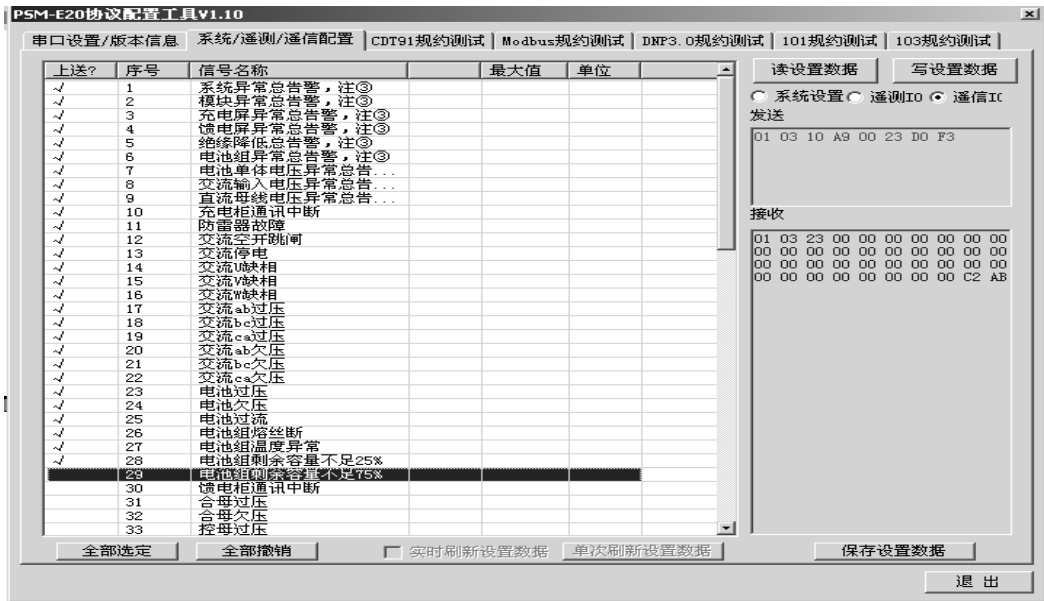 PSM-E20协议配置工具V1.10
串口设置/版本信息 系统/遥测/遥信配置 CDT91规约测试 Modbus规约测试 DNP3.0规约测试 101规约测试 103规约测试
上送? 序号 信号名称 最大值 单位
√ 1 系统异常总告警，注③
√ 2 模块异常总告警，注③
√ 3 充电屏异常总告警，注③
√ 4 馈电屏异常总告警，注③
√ 5 绝缘降低总告警，注③
√ 6 电池组异常总告警，注③
√ 7 电池单体电压异常总告...
√ 8 交流输入电压异常总告...
√ 9 直流母线电压异常总告...
√ 10 充电柜通讯中断
√ 11 防雷器故障
√ 12 交流空开跳闸
√ 13 交流停电
√ 14 交流U缺相
√ 15 交流V缺相
√ 16 交流W缺相
√ 17 交流ab过压
√ 18 交流bc过压
√ 19 交流ca过压
√ 20 交流ab欠压
√ 21 交流bc欠压
√ 22 交流ca欠压
√ 23 电池过压
√ 24 电池欠压
√ 25 电池过流
√ 26 电池组熔丝断
√ 27 电池组温度异常
√ 28 电池组剩余容量不足25%
29 电池组剩余容量不足75%
30 馈电柜通讯中断
31 合母过压
32 合母欠压
33 控母过压
全部选定 全部撤销 实时刷新设置数据 单次刷新设置数据
读设置数据 写设置数据
系统设置 遥测IO 遥信IO
发送
01 03 10 A9 00 23 D0 F3
接收
01 03 23 00 00 00 00 00 00 00
00 00 00 00 00 00 00 00 00 00
00 00 00 00 00 00 00 00 00 00
00 00 00 00 00 00 00 00 C2 AB
保存设置数据
退 出